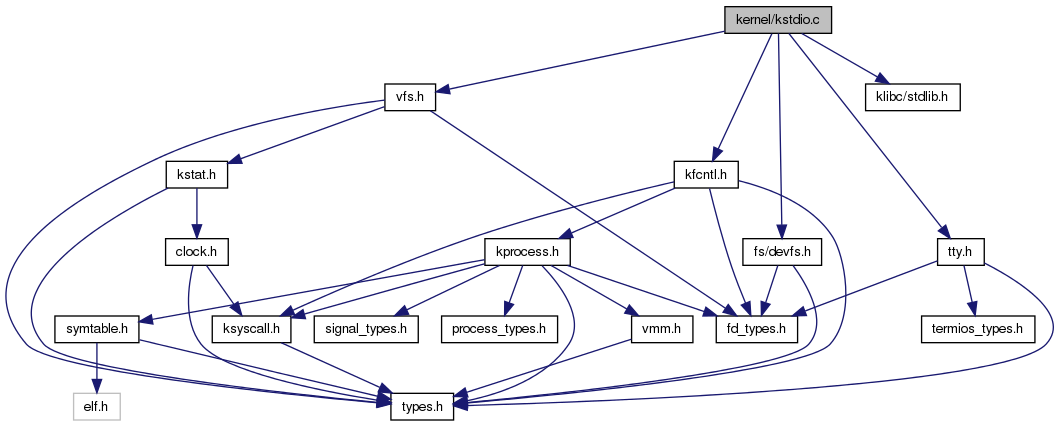 kernel/kstdio.c
vfs.h
klibc/stdlib.h
kstat.h
kfcntl.h
clock.h
kprocess.h
fs/devfs.h
tty.h
symtable.h
ksyscall.h
signal_types.h
process_types.h
vmm.h
fd_types.h
termios_types.h
elf.h
types.h